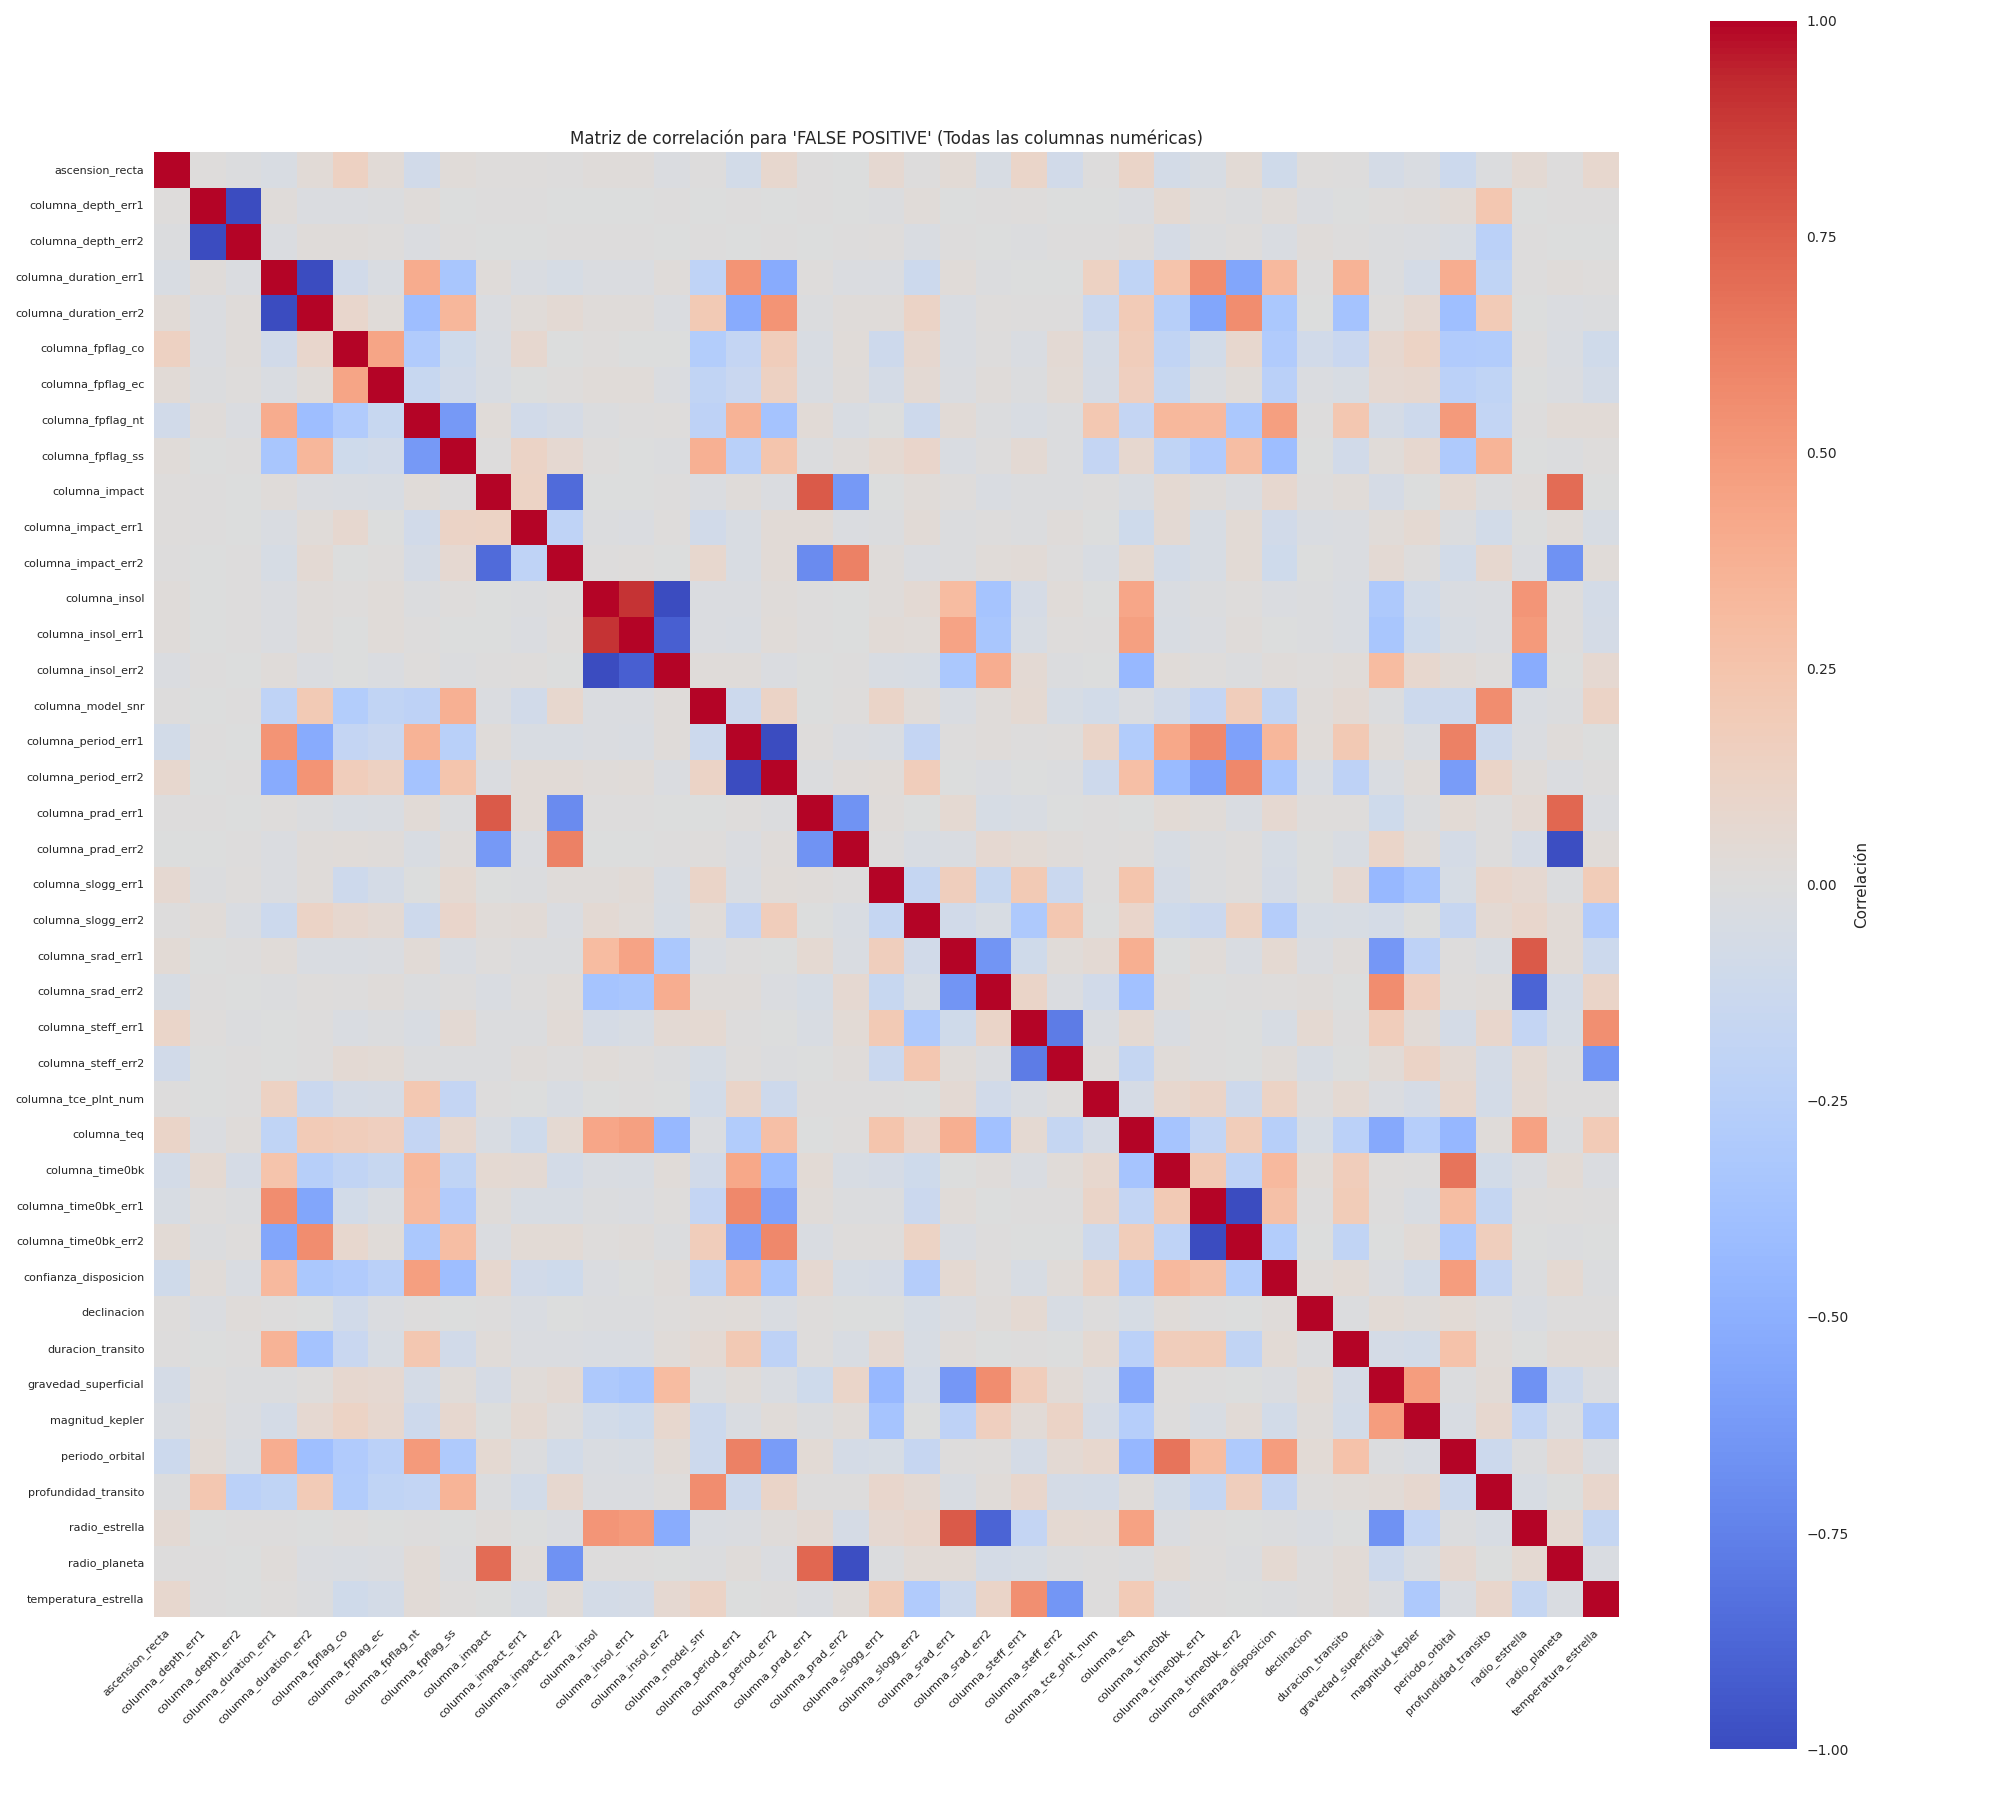 Matriz de correlación para 'FALSE POSITIVE' (Todas las columnas numéricas)
ascension_recta
columna_depth_err1
columna_depth_err2
columna_duration_err1
columna_duration_err2
columna_fpflag_co
columna_fpflag_ec
columna_fpflag_nt
columna_fpflag_ss
columna_impact
columna_impact_err1
columna_impact_err2
columna_insol
columna_insol_err1
columna_insol_err2
columna_model_snr
columna_period_err1
columna_period_err2
columna_prad_err1
columna_prad_err2
columna_slogg_err1
columna_slogg_err2
columna_srad_err1
columna_srad_err2
columna_steff_err1
columna_steff_err2
columna_tce_plnt_num
columna_teq
columna_time0bk
columna_time0bk_err1
columna_time0bk_err2
confianza_disposicion
declinacion
duracion_transito
gravedad_superficial
magnitud_kepler
periodo_orbital
profundidad_transito
radio_estrella
radio_planeta
temperatura_estrella
ascension_recta
columna_depth_err1
columna_depth_err2
columna_duration_err1
columna_duration_err2
columna_fpflag_co
columna_fpflag_ec
columna_fpflag_nt
columna_fpflag_ss
columna_impact
columna_impact_err1
columna_impact_err2
columna_insol
columna_insol_err1
columna_insol_err2
columna_model_snr
columna_period_err1
columna_period_err2
columna_prad_err1
columna_prad_err2
columna_slogg_err1
columna_slogg_err2
columna_srad_err1
columna_srad_err2
columna_steff_err1
columna_steff_err2
columna_tce_plnt_num
columna_teq
columna_time0bk
columna_time0bk_err1
columna_time0bk_err2
confianza_disposicion
declinacion
duracion_transito
gravedad_superficial
magnitud_kepler
periodo_orbital
profundidad_transito
radio_estrella
radio_planeta
temperatura_estrella
1.00
0.75
0.50
0.25
0.00
−0.25
−0.50
−0.75
−1.00
Correlación